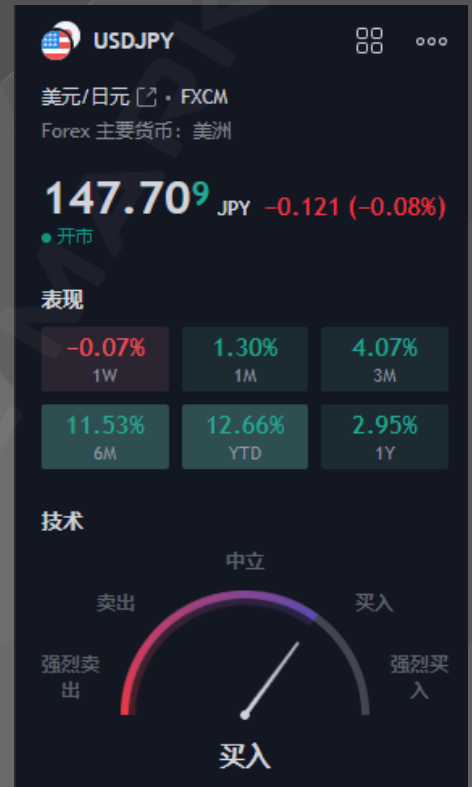 USDJPY
美元/日元 • FXCM
Forex 主要货币：美洲
147.709 JPY −0.121 (−0.08%)
开市
表现
−0.07% 1.30% 4.07%
1W 1M 3M
11.53% 12.66% 2.95%
6M YTD 1Y
技术
中立
卖出 买入
强烈卖出 强烈买入
买入